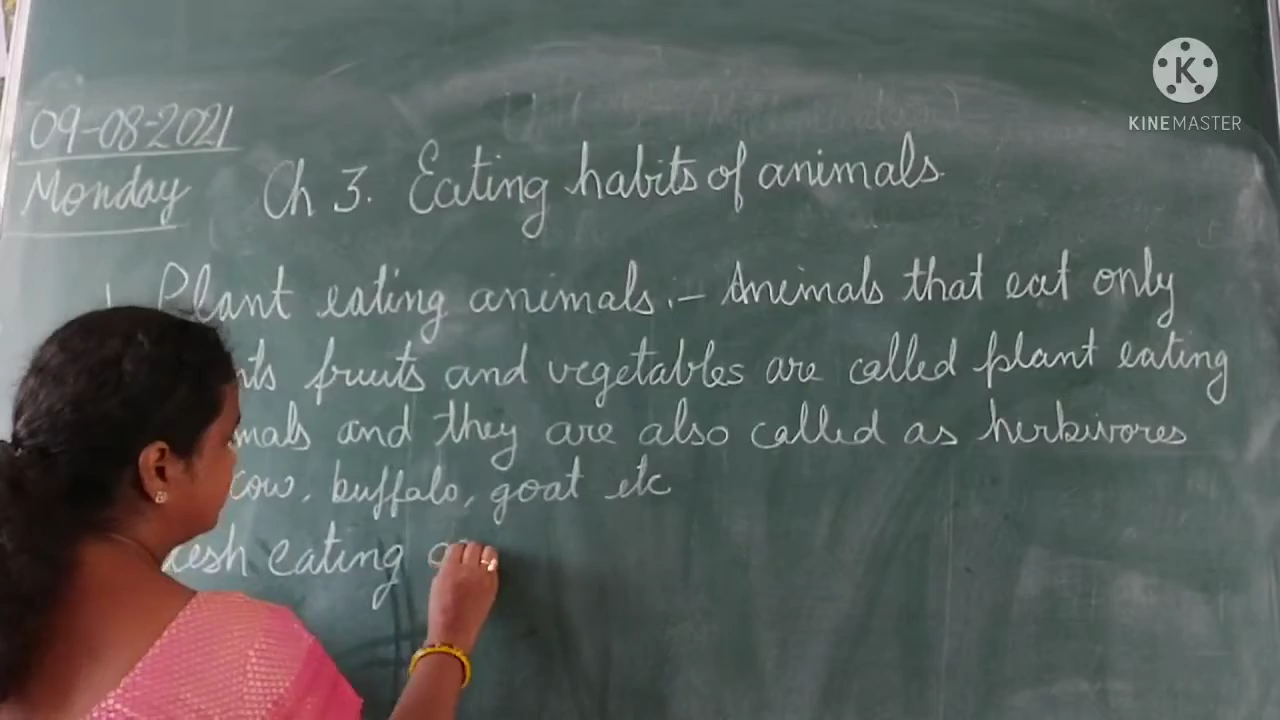 09-08-2021
Monday
Ch 3. Eating habits of animals.
1. Plant eating animals :- Animals that eat only
fruits and vegetables are called plant eating
and they are also called as herbivores
cow, buffalo, goat etc
eating
KINEMASTER